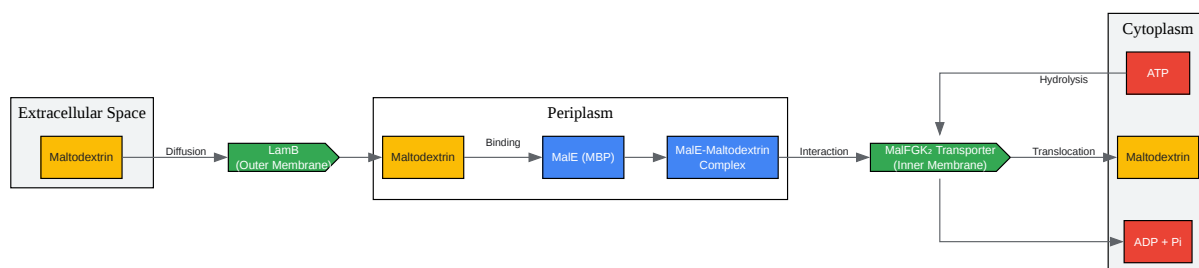 Extracellular Space
Maltodextrin
Diffusion
LamB
(Outer Membrane)
Periplasm
Maltodextrin
Binding
MalE (MBP)
MalE-Maltodextrin
Complex
Interaction
MalFGK₂ Transporter
(Inner Membrane)
Hydrolysis
Translocation
Cytoplasm
ATP
Maltodextrin
ADP + Pi